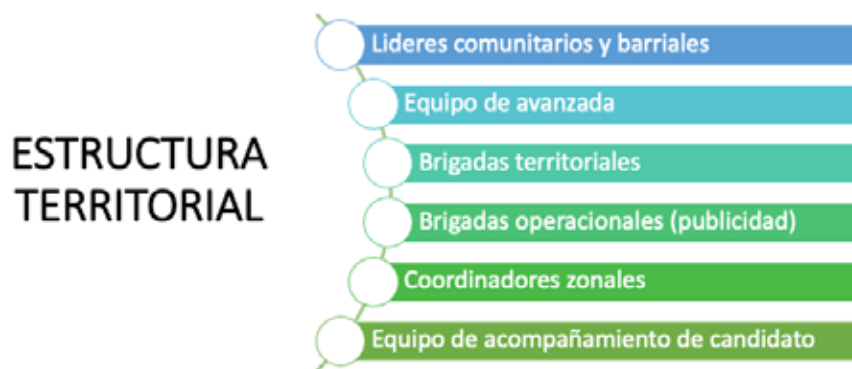 ESTRUCTURA
TERRITORIAL
Lideres comunitarios y barriales
Equipo de avanzada
Brigadas territoriales
Brigadas operacionales (publicidad)
Coordinadores zonales
Equipo de acompañamiento de candidato